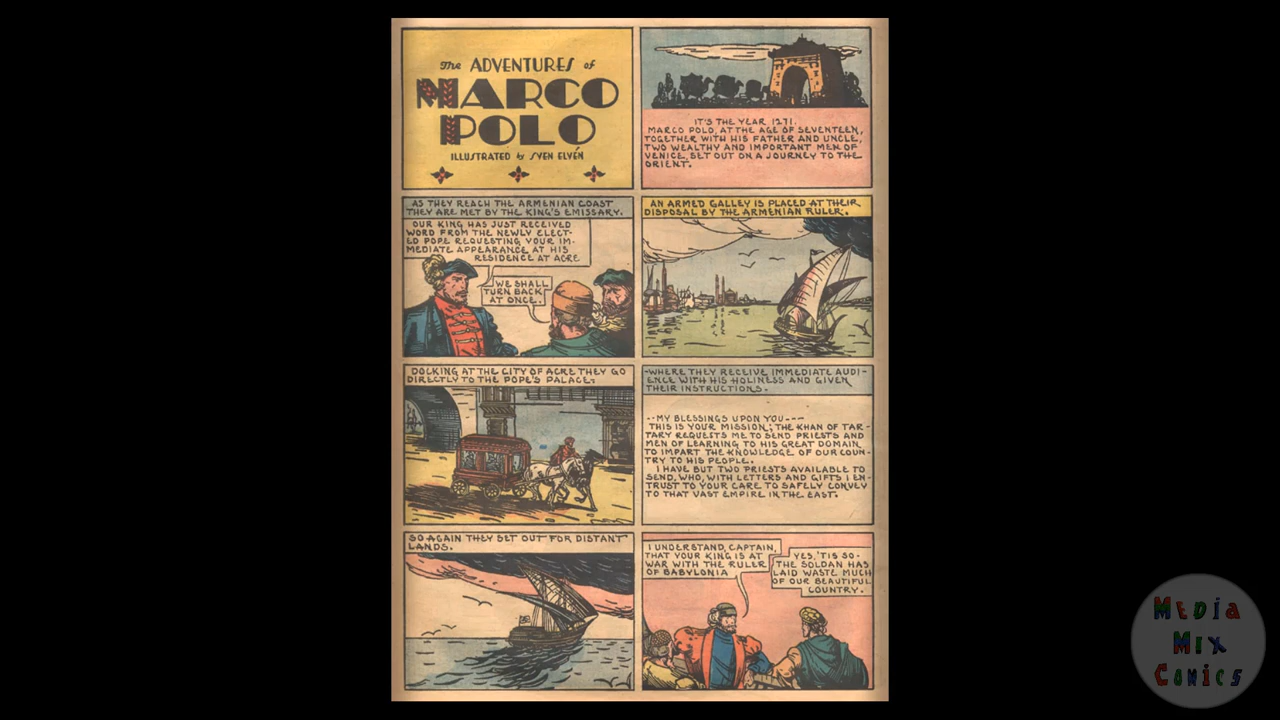 The ADVENTURES of
MARCO
POLO
ILLUSTRATED by SVEN ELVÉN
IT'S THE YEAR 1271.
MARCO POLO, AT THE AGE OF SEVENTEEN,
TOGETHER WITH HIS FATHER AND UNCLE,
TWO WEALTHY AND IMPORTANT MEN OF
VENICE, SET OUT ON A JOURNEY TO THE
ORIENT.
AS THEY REACH THE ARMENIAN COAST
THEY ARE MET BY THE KING'S EMISSARY.
OUR KING HAS JUST RECEIVED
WORD FROM THE NEWLY ELECT-
ED POPE REQUESTING YOUR IM-
MEDIATE APPEARANCE AT HIS
RESIDENCE AT ACRE
WE SHALL
TURN BACK
AT ONCE.
AN ARMED GALLEY IS PLACED AT THEIR
DISPOSAL BY THE ARMENIAN RULER.
DOCKING AT THE CITY OF ACRE THEY GO
DIRECTLY TO THE POPE'S PALACE;
-WHERE THEY RECEIVE IMMEDIATE AUDI-
ENCE WITH HIS HOLINESS AND GIVEN
THEIR INSTRUCTIONS.
--MY BLESSINGS UPON YOU---
THIS IS YOUR MISSION; THE KHAN OF TAR-
TARY REQUESTS ME TO SEND PRIESTS AND
MEN OF LEARNING TO HIS GREAT DOMAIN
TO IMPART THE KNOWLEDGE OF OUR COUN-
TRY TO HIS PEOPLE.
I HAVE BUT TWO PRIESTS AVAILABLE TO
SEND, WHO, WITH LETTERS AND GIFTS I EN-
TRUST TO YOUR CARE TO SAFELY CONVEY
TO THAT VAST EMPIRE IN THE EAST.
SO AGAIN THEY SET OUT FOR DISTANT
LANDS.
I UNDERSTAND, CAPTAIN,
THAT YOUR KING IS AT
WAR WITH THE RULER
OF BABYLONIA
YES, 'TIS SO-
THE SOLDAN HAS
LAID WASTE MUCH
OF OUR BEAUTIFUL
COUNTRY.
MEDIA
MIX
COMICS